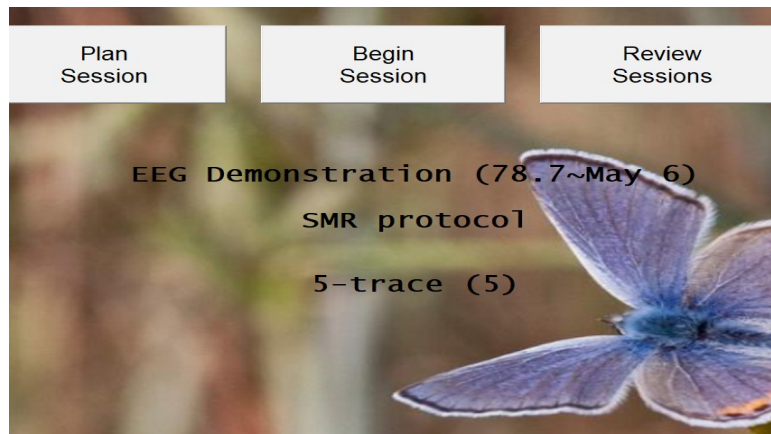 Plan
Session
Begin
Session
Review
Sessions
EEG Demonstration (78.7~May 6)
SMR protocol
5-trace (5)